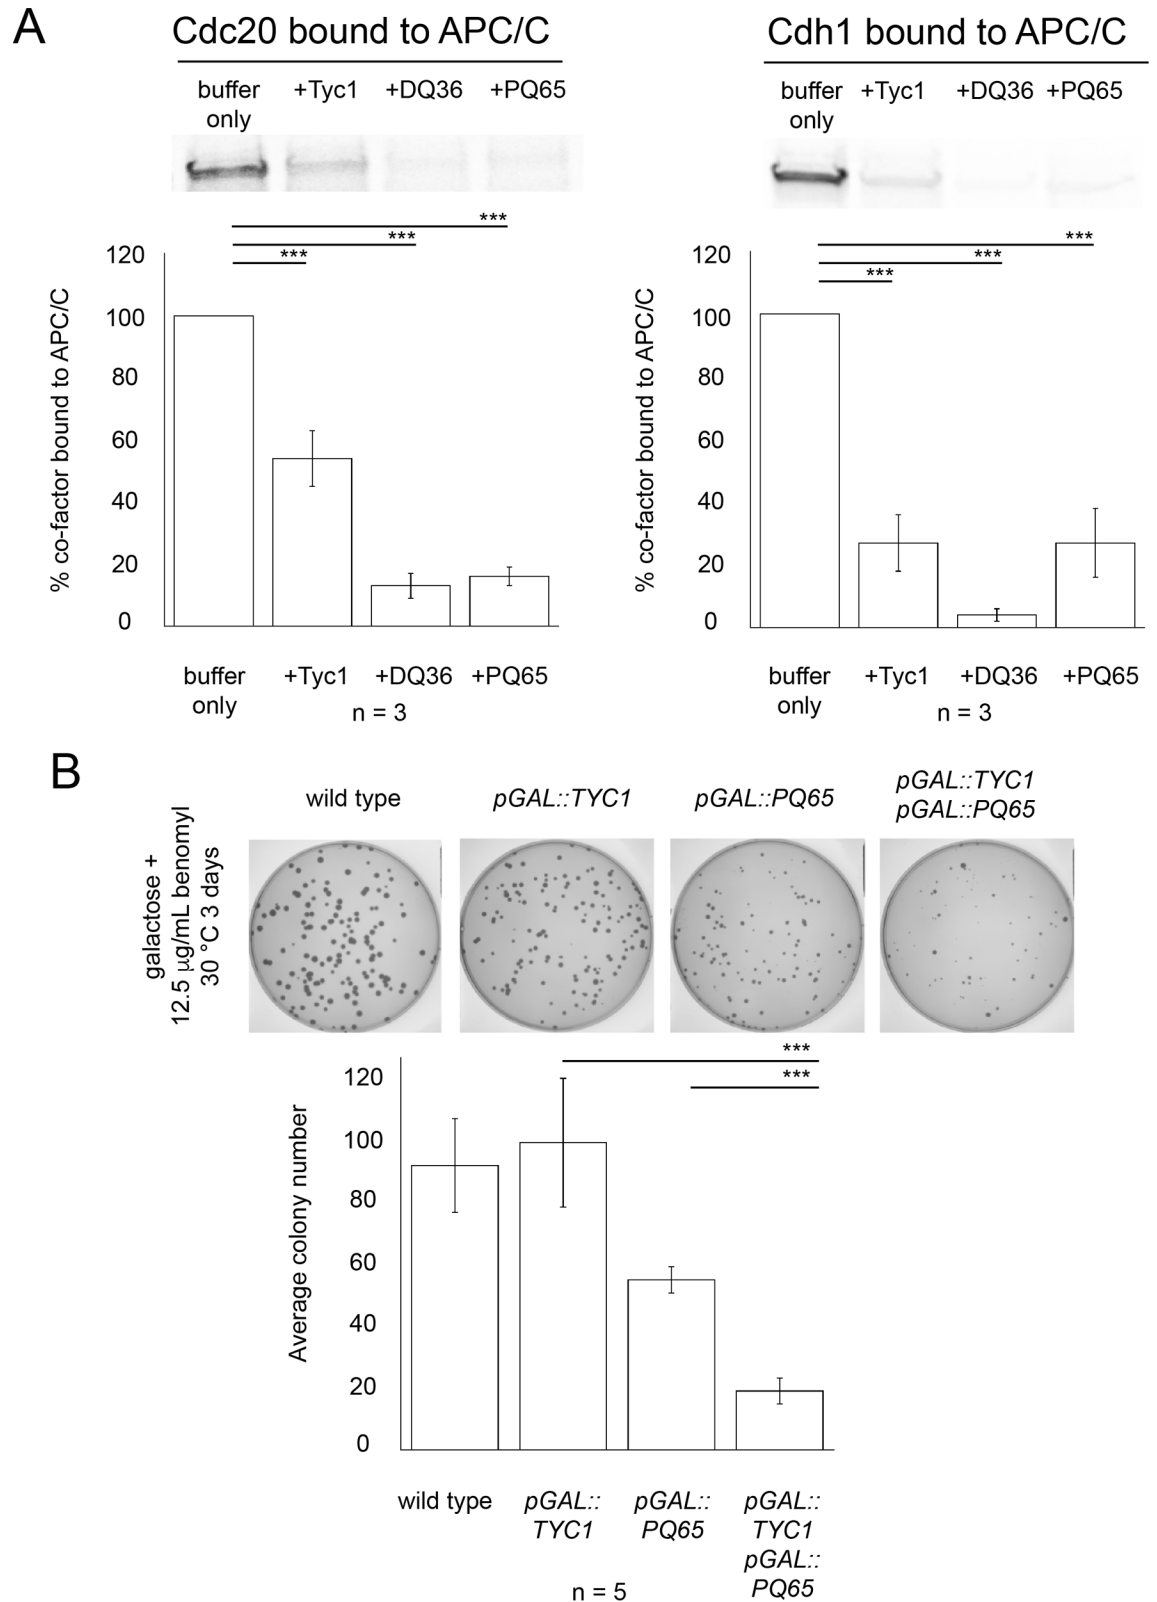 A
Cdc20 bound to APC/C
buffer only +Tyc1 +DQ36 +PQ65
***
***
***
% co-factor bound to APC/C
120
100
80
60
40
20
0
buffer only +Tyc1 +DQ36 +PQ65
n = 3
Cdh1 bound to APC/C
buffer only +Tyc1 +DQ36 +PQ65
***
***
***
% co-factor bound to APC/C
120
100
80
60
40
20
0
buffer only +Tyc1 +DQ36 +PQ65
n = 3
B
wild type
pGAL::TYC1
pGAL::PQ65
pGAL::TYC1
pGAL::PQ65
galactose +
12.5 µg/mL benomyl
30 °C 3 days
***
***
Average colony number
120
100
80
60
40
20
0
wild type
pGAL::
TYC1
pGAL::
PQ65
pGAL::
TYC1
pGAL::
PQ65
n = 5